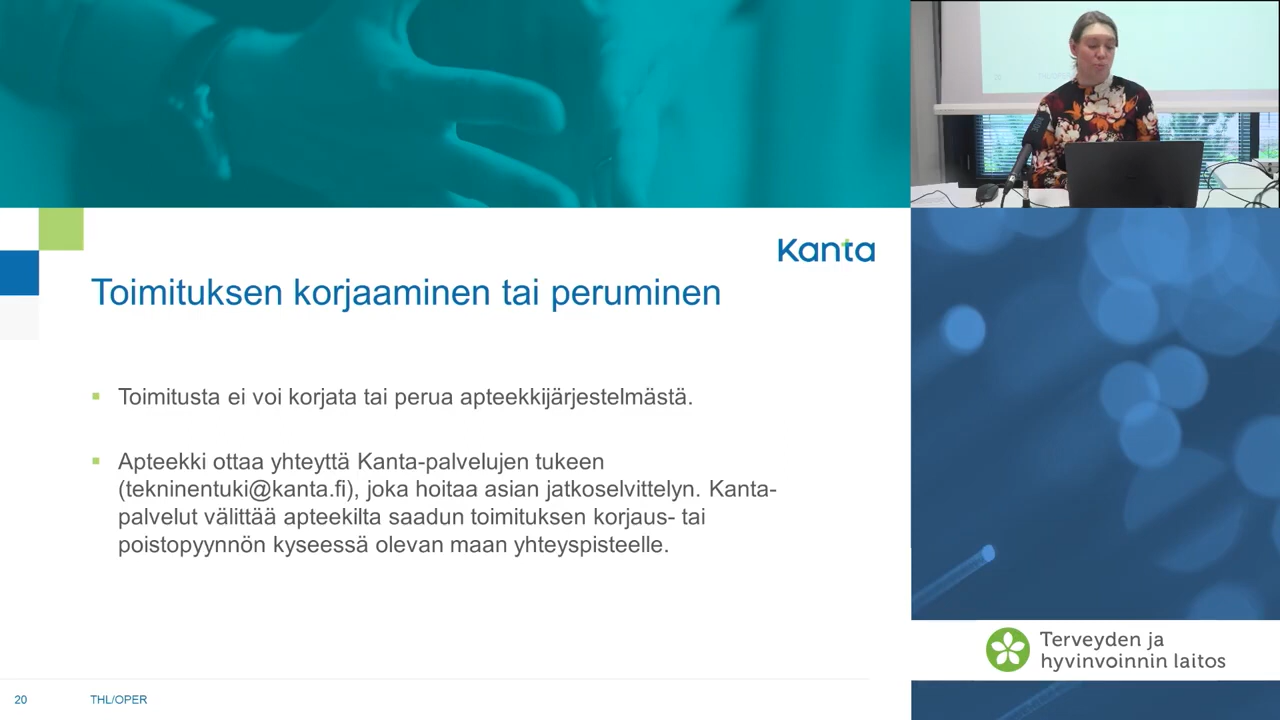 Kanta
Toimituksen korjaaminen tai peruminen
Toimitusta ei voi korjata tai perua apteekkijärjestelmästä.
Apteekki ottaa yhteyttä Kanta-palvelujen tukeen
(tekninentuki@kanta.fi), joka hoitaa asian jatkoselvittelyn. Kanta-
palvelut välittää apteekilta saadun toimituksen korjaus- tai
poistopyynnön kyseessä olevan maan yhteyspisteelle.
20
THL/OPER
Terveyden ja
hyvinvoinnin laitos